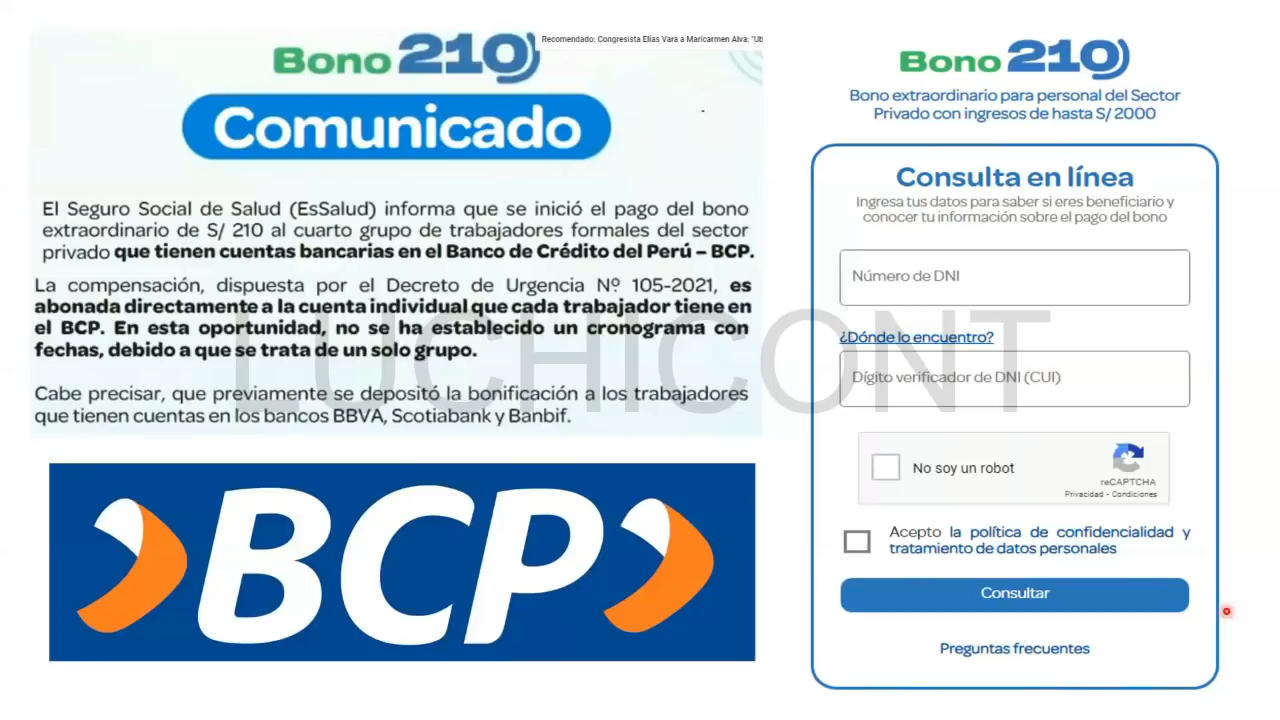 Recomendado: Congresista Elías Vara a Maricarmen Alva: "Ub
Bono 210
Comunicado
El Seguro Social de Salud (EsSalud) informa que se inició el pago del bono
extraordinario de S/ 210 al cuarto grupo de trabajadores formales del sector
privado que tienen cuentas bancarias en el Banco de Crédito del Perú – BCP.
La compensación, dispuesta por el Decreto de Urgencia Nº 105-2021, es
abonada directamente a la cuenta individual que cada trabajador tiene en
el BCP. En esta oportunidad, no se ha establecido un cronograma con
fechas, debido a que se trata de un solo grupo.
Cabe precisar, que previamente se depositó la bonificación a los trabajadores
que tienen cuentas en los bancos BBVA, Scotiabank y Banbif.
BCP
LUCHICONT
Bono 210
Bono extraordinario para personal del Sector
Privado con ingresos de hasta S/ 2000
Consulta en línea
Ingresa tus datos para saber si eres beneficiario y
conocer tu información sobre el pago del bono
Número de DNI
¿Dónde lo encuentro?
Dígito verificador de DNI (CUI)
No soy un robot
reCAPTCHA
Privacidad - Condiciones
Acepto la política de confidencialidad y
tratamiento de datos personales
Consultar
Preguntas frecuentes